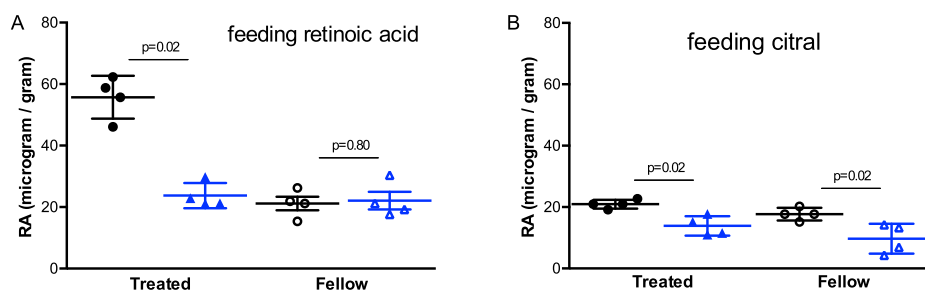 A
feeding retinoic acid
RA (microgram / gram)
80
60
40
20
0
p=0.02
p=0.80
Treated
Fellow
B
feeding citral
RA (microgram / gram)
80
60
40
20
0
p=0.02
p=0.02
Treated
Fellow